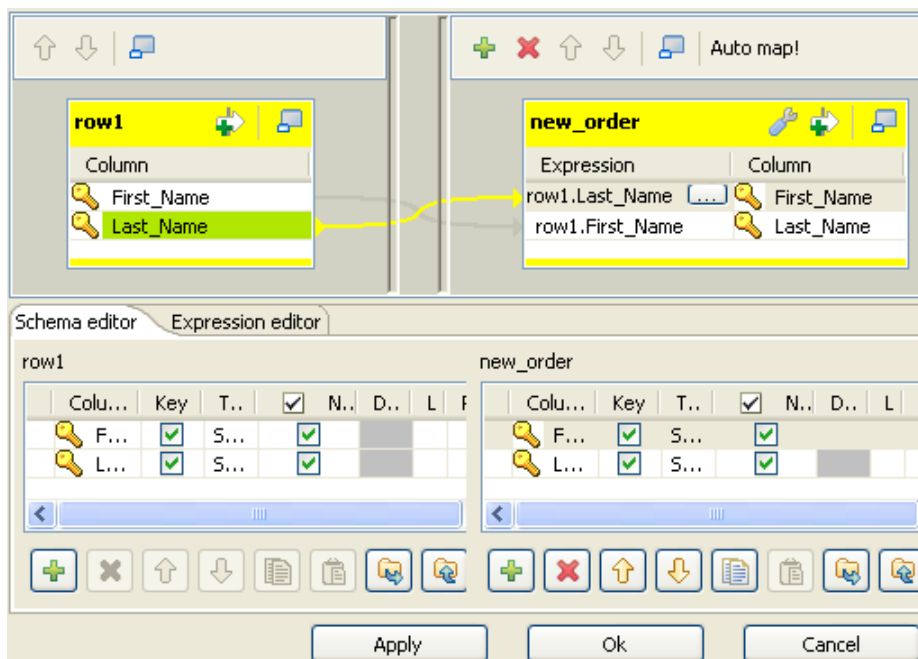 Auto map!
row1
new_order
Column
Expression Column
First_Name
row1.Last_Name ... First_Name
Last_Name
row1.First_Name Last_Name
Schema editor Expression editor
row1
new_order
Colu... Key T.. N.. D.. L
Colu... Key T.. N.. D.. L
F... S...
F... S...
L... S...
L... S...
Apply Ok Cancel